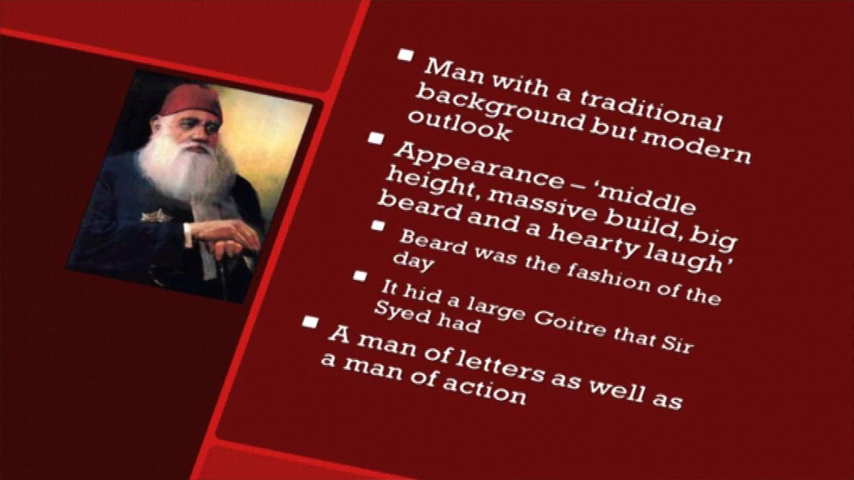 Man with a traditional
background but modern
outlook
Appearance – ‘middle
height, massive build, big
beard and a hearty laugh’
Beard was the fashion of the
day
It hid a large Goitre that Sir
Syed had
A man of letters as well as
a man of action